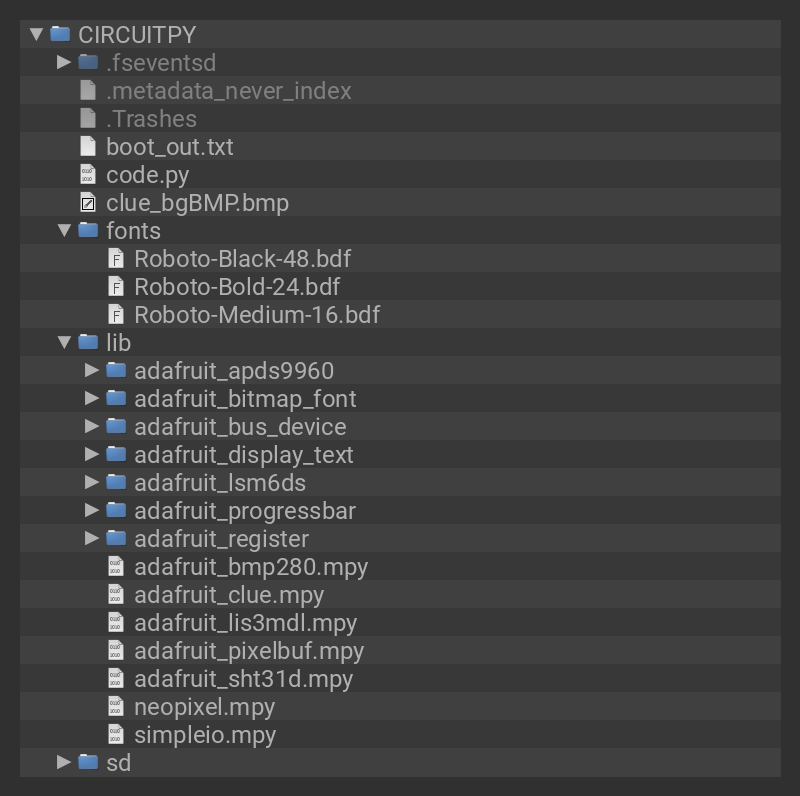 CIRCUITPY
.fseventsd
.metadata_never_index
.Trashes
boot_out.txt
code.py
clue_bgBMP.bmp
fonts
Roboto-Black-48.bdf
Roboto-Bold-24.bdf
Roboto-Medium-16.bdf
lib
adafruit_apds9960
adafruit_bitmap_font
adafruit_bus_device
adafruit_display_text
adafruit_lsm6ds
adafruit_progressbar
adafruit_register
adafruit_bmp280.mpy
adafruit_clue.mpy
adafruit_lis3mdl.mpy
adafruit_pixelbuf.mpy
adafruit_sht31d.mpy
neopixel.mpy
simpleio.mpy
sd